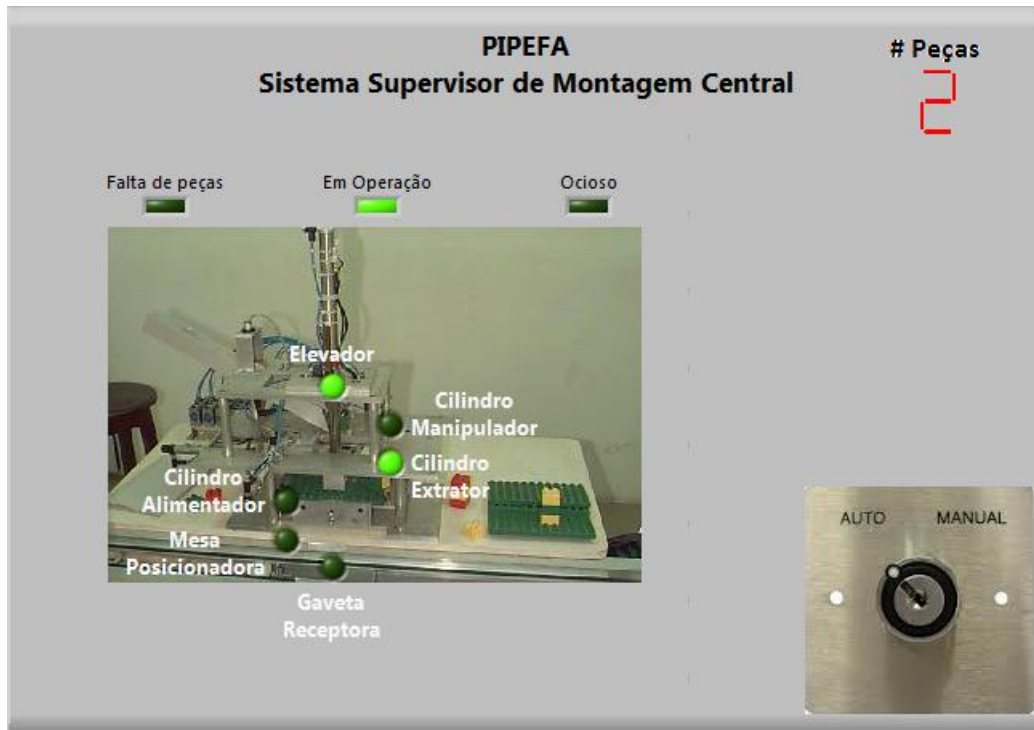 PIPEFA
Sistema Supervisor de Montagem Central
# Peças
2
Falta de peças
Em Operação
Ocioso
Elevador
Cilindro
Manipulador
Cilindro
Extrator
Cilindro
Alimentador
Mesa
Posicionadora
Gaveta
Receptora
AUTO
MANUAL